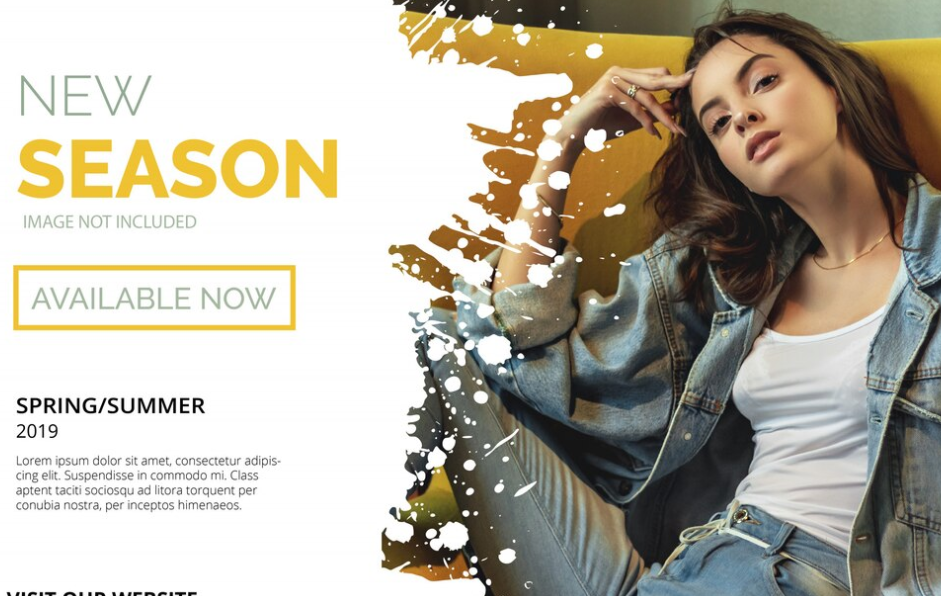 NEW
SEASON
IMAGE NOT INCLUDED
AVAILABLE NOW
SPRING/SUMMER
2019
Lorem ipsum dolor sit amet, consectetur adipis-
cing elit. Suspendisse in commodo mi. Class
aptent taciti sociosqu ad litora torquent per
conubia nostra, per inceptos himenaeos.
VISIT OUR WEBSITE